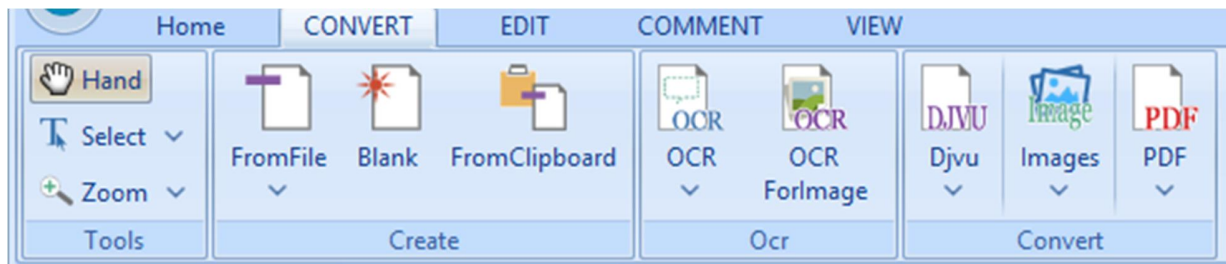 Home CONVERT EDIT COMMENT VIEW
Hand
Select
Zoom
Tools
FromFile
Blank
FromClipboard
Create
OCR
OCR
OCR
OCR
ForImage
Ocr
DJVU
Djvu
Image
Images
PDF
PDF
Convert